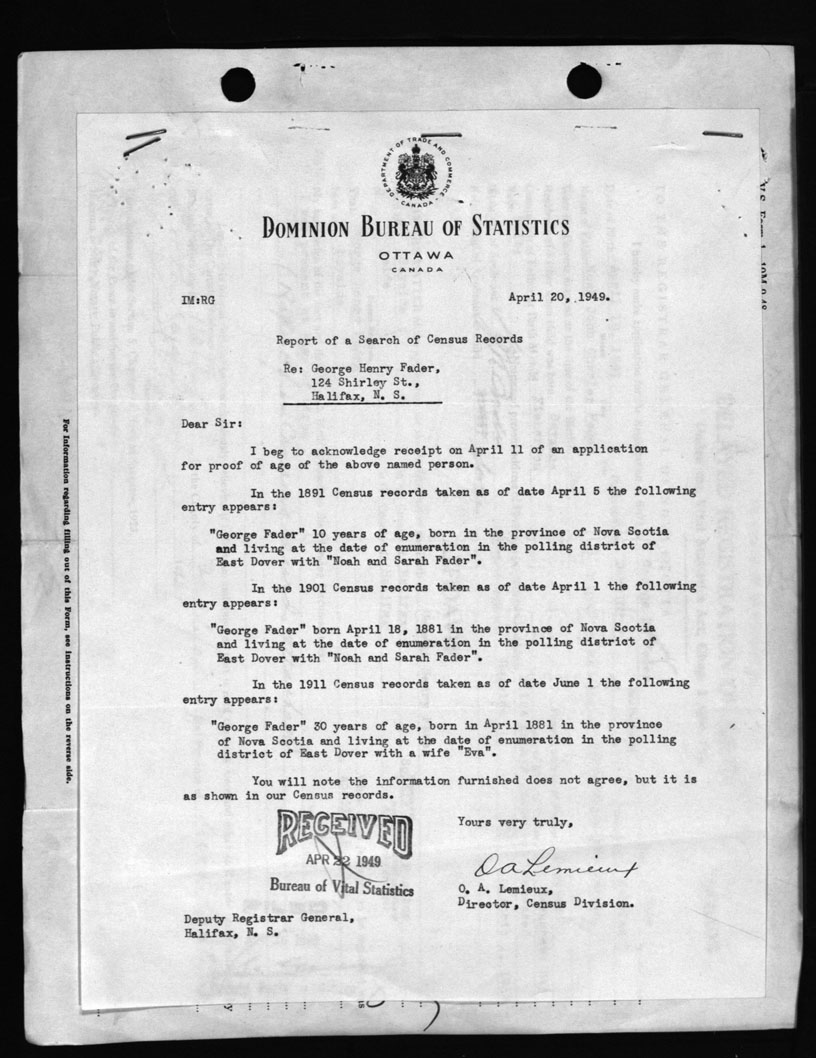 DEPARTMENT OF TRADE AND COMMERCE
CANADA
DOMINION BUREAU OF STATISTICS
OTTAWA
CANADA
IM:RG
April 20, 1949.
Report of a Search of Census Records
Re: George Henry Fader,
124 Shirley St.,
Halifax, N. S.
Dear Sir:
I beg to acknowledge receipt on April 11 of an application
for proof of age of the above named person.
In the 1891 Census records taken as of date April 5 the following
entry appears:
"George Fader" 10 years of age, born in the province of Nova Scotia
and living at the date of enumeration in the polling district of
East Dover with "Noah and Sarah Fader".
In the 1901 Census records taken as of date April 1 the following
entry appears:
"George Fader" born April 18, 1881 in the province of Nova Scotia
and living at the date of enumeration in the polling district of
East Dover with "Noah and Sarah Fader".
In the 1911 Census records taken as of date June 1 the following
entry appears:
"George Fader" 30 years of age, born in April 1881 in the province
of Nova Scotia and living at the date of enumeration in the polling
district of East Dover with a wife "Eva".
You will note the information furnished does not agree, but it is
as shown in our Census records.
Yours very truly,
RECEIVED
APR 22 1949
Bureau of Vital Statistics
O A Lemieux
O. A. Lemieux,
Director, Census Division.
Deputy Registrar General,
Halifax, N. S.
For Information regarding filling out of this Form, see Instructions on the reverse side.